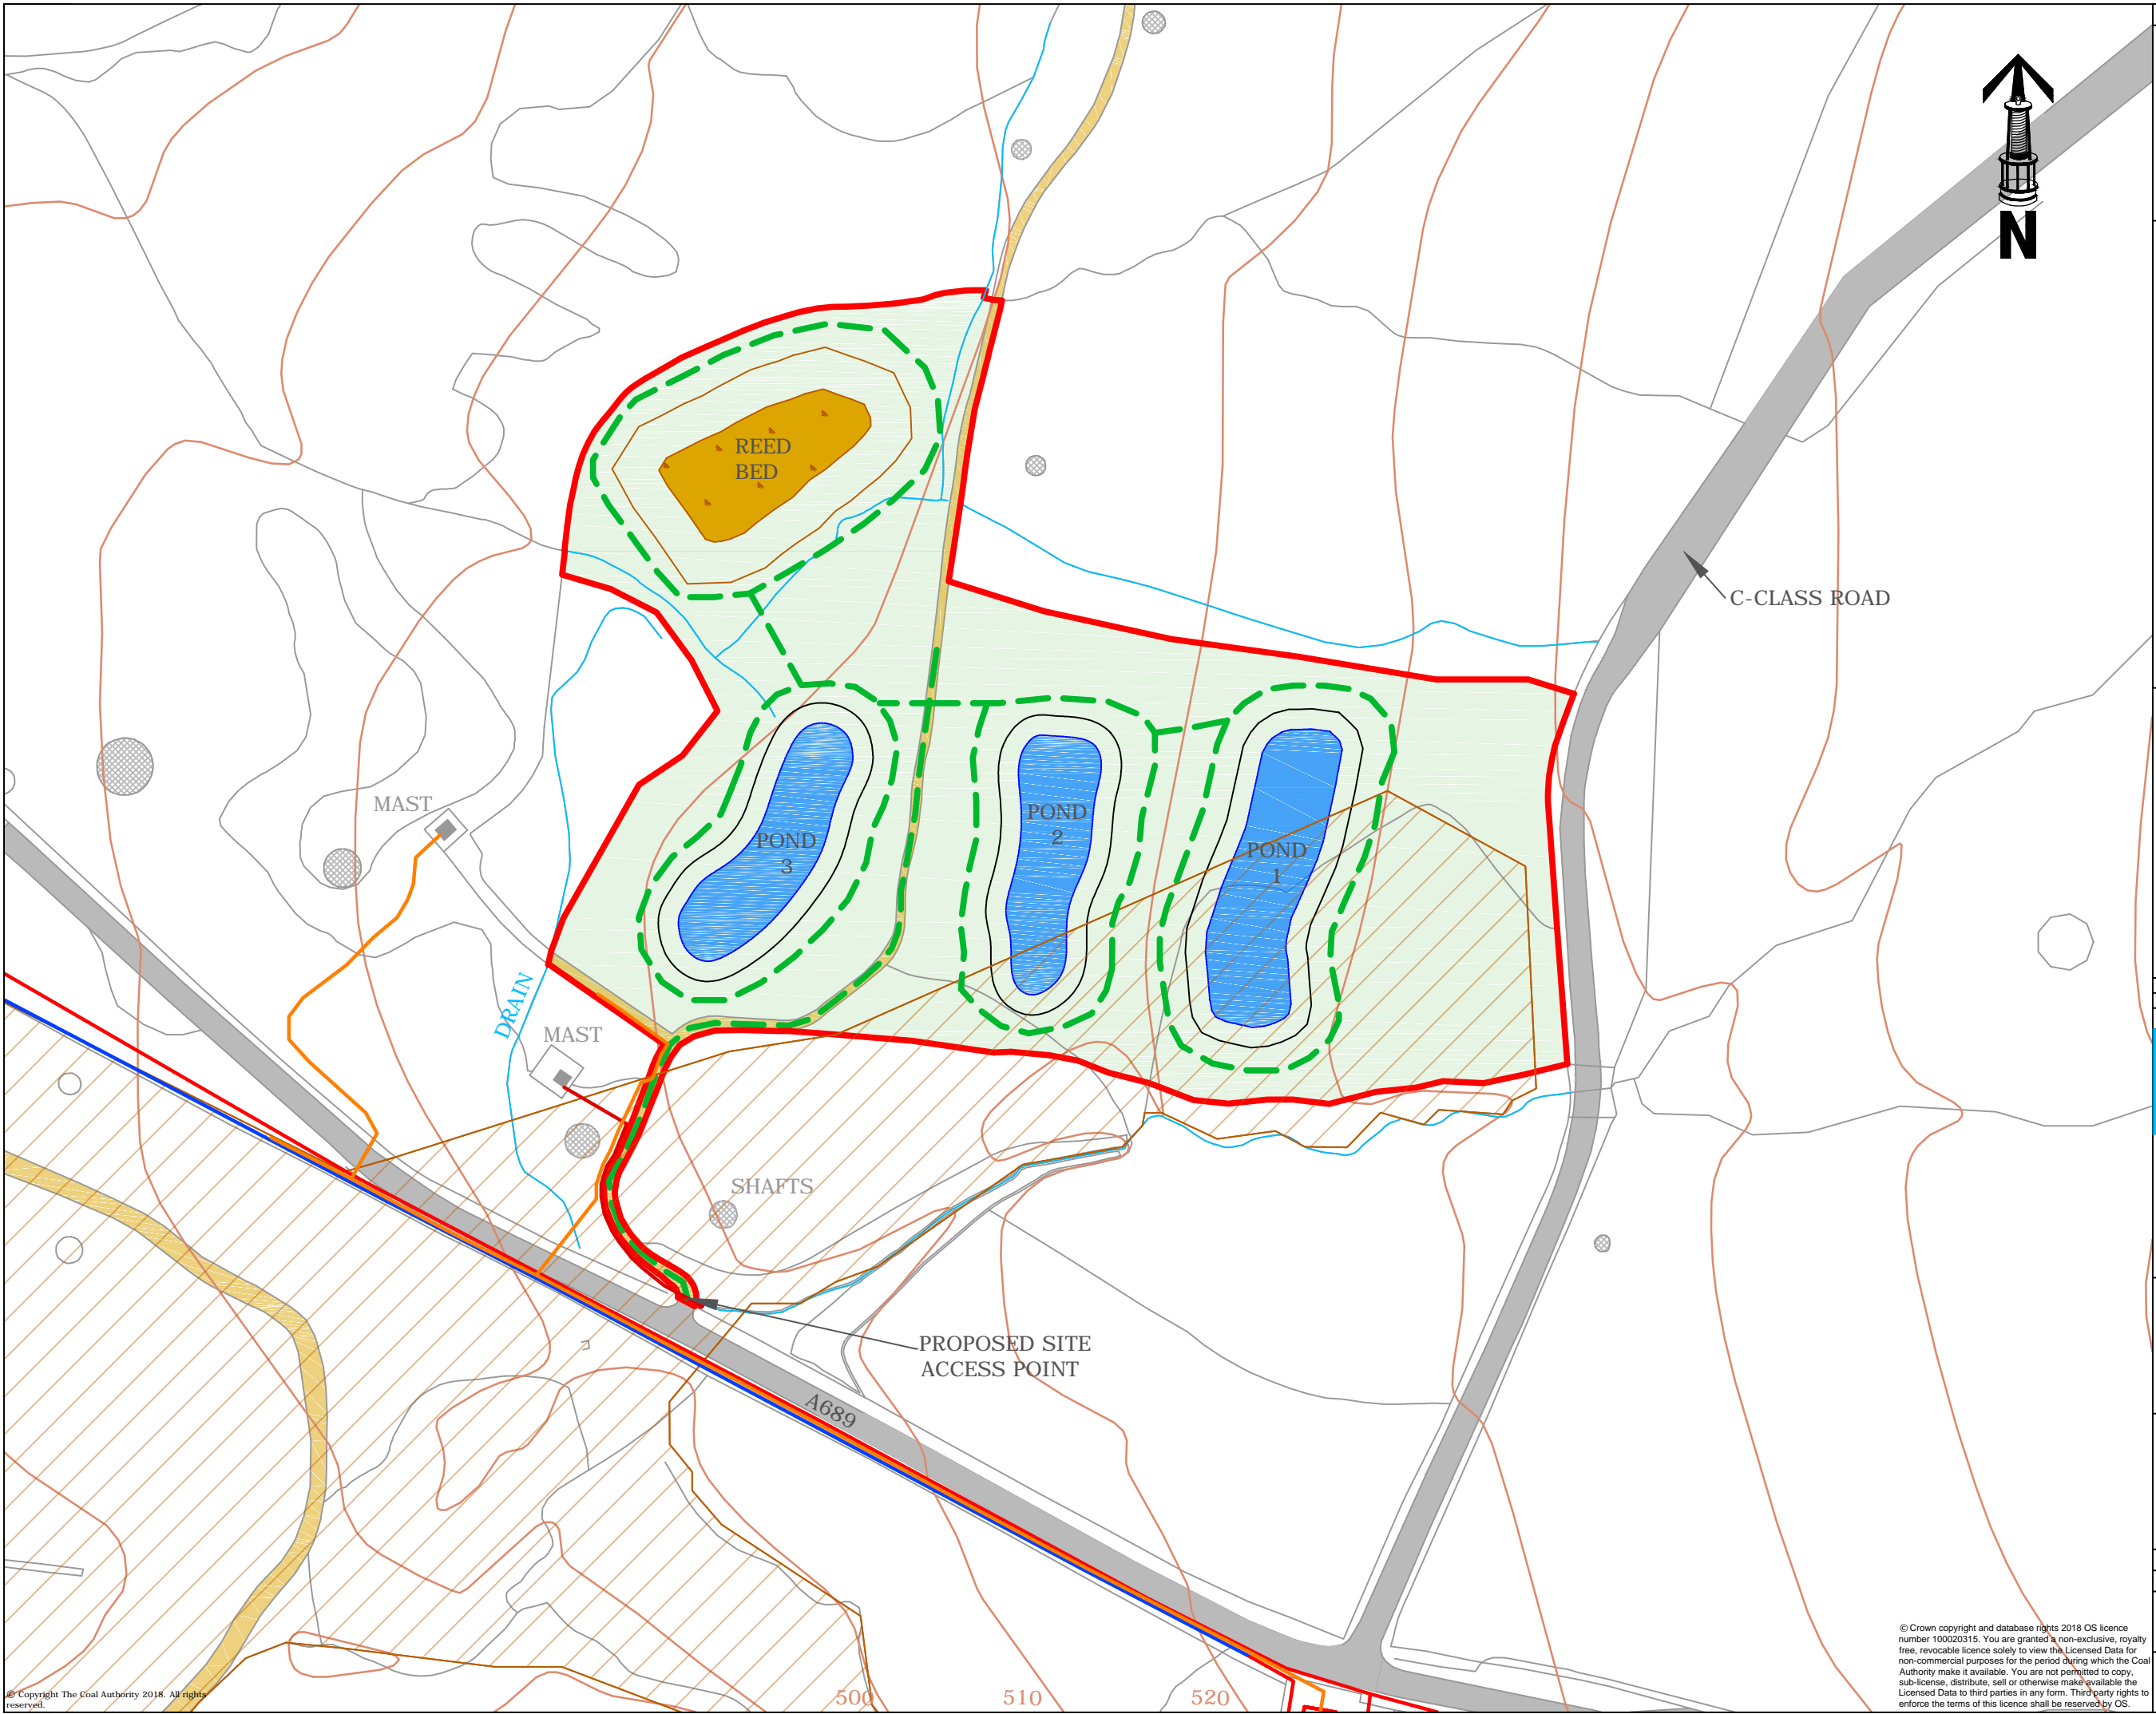 N
REED
BED
C-CLASS ROAD
MAST
POND
3
POND
2
POND
1
DRAIN
MAST
SHAFTS
PROPOSED SITE
ACCESS POINT
A689
500
510
520
© Copyright The Coal Authority 2018. All rights
reserved.
© Crown copyright and database rights 2018 OS licence
number 100020315. You are granted a non-exclusive, royalty
free, revocable licence solely to view the Licensed Data for
non-commercial purposes for the period during which the Coal
Authority make it available. You are not permitted to copy,
sub-license, distribute, sell or otherwise make available the
Licensed Data to third parties in any form. Third party rights to
enforce the terms of this licence shall be reserved by OS.